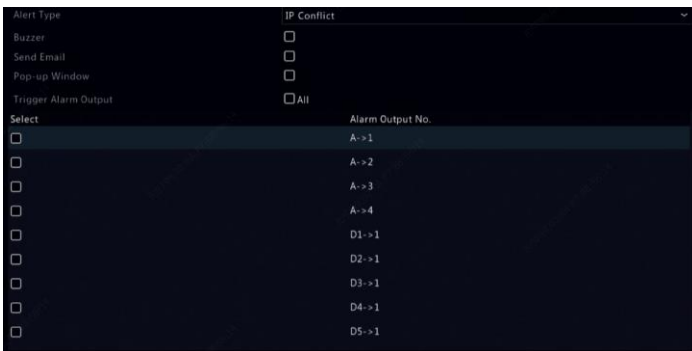 Alert Type IP Conflict
Buzzer
Send Email
Pop-up Window
Trigger Alarm Output All
Select Alarm Output No.
A->1
A->2
A->3
A->4
D1->1
D2->1
D3->1
D4->1
D5->1